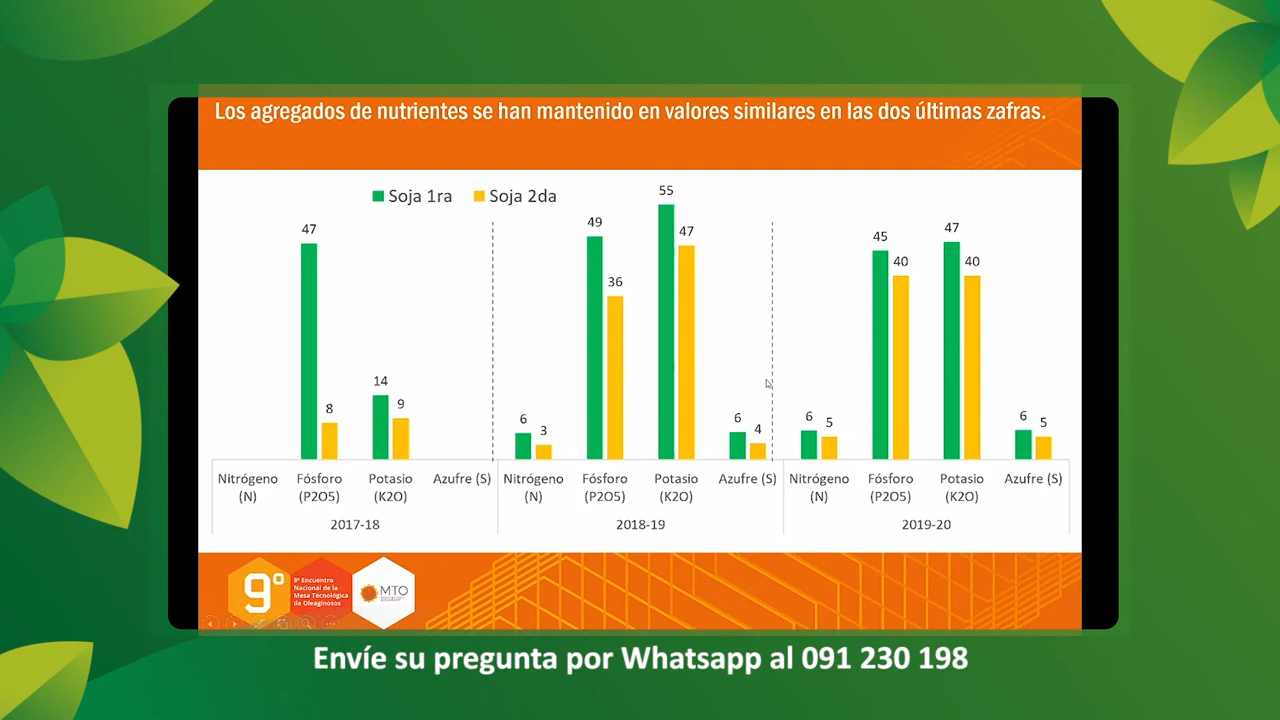 Los agregados de nutrientes se han mantenido en valores similares en las dos últimas zafras.
Soja 1ra Soja 2da
47
8
14
9
6
3
49
36
55
47
6
4
6
5
45
40
47
40
6
5
Nitrógeno
(N)
Fósforo
(P2O5)
Potasio
(K2O)
Azufre (S)
Nitrógeno
(N)
Fósforo
(P2O5)
Potasio
(K2O)
Azufre (S)
Nitrógeno
(N)
Fósforo
(P2O5)
Potasio
(K2O)
Azufre (S)
2017-18
2018-19
2019-20
9º
9º Encuentro
Nacional de la
Mesa Tecnológica
de Oleaginosos
MTO
Envíe su pregunta por Whatsapp al 091 230 198